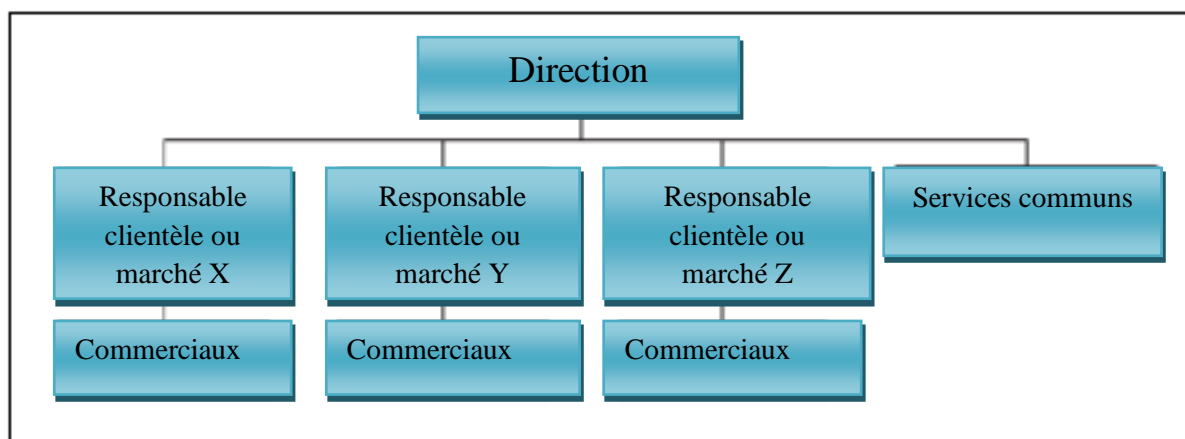 Direction
Responsable
clientèle ou
marché X
Responsable
clientèle ou
marché Y
Responsable
clientèle ou
marché Z
Services communs
Commerciaux
Commerciaux
Commerciaux